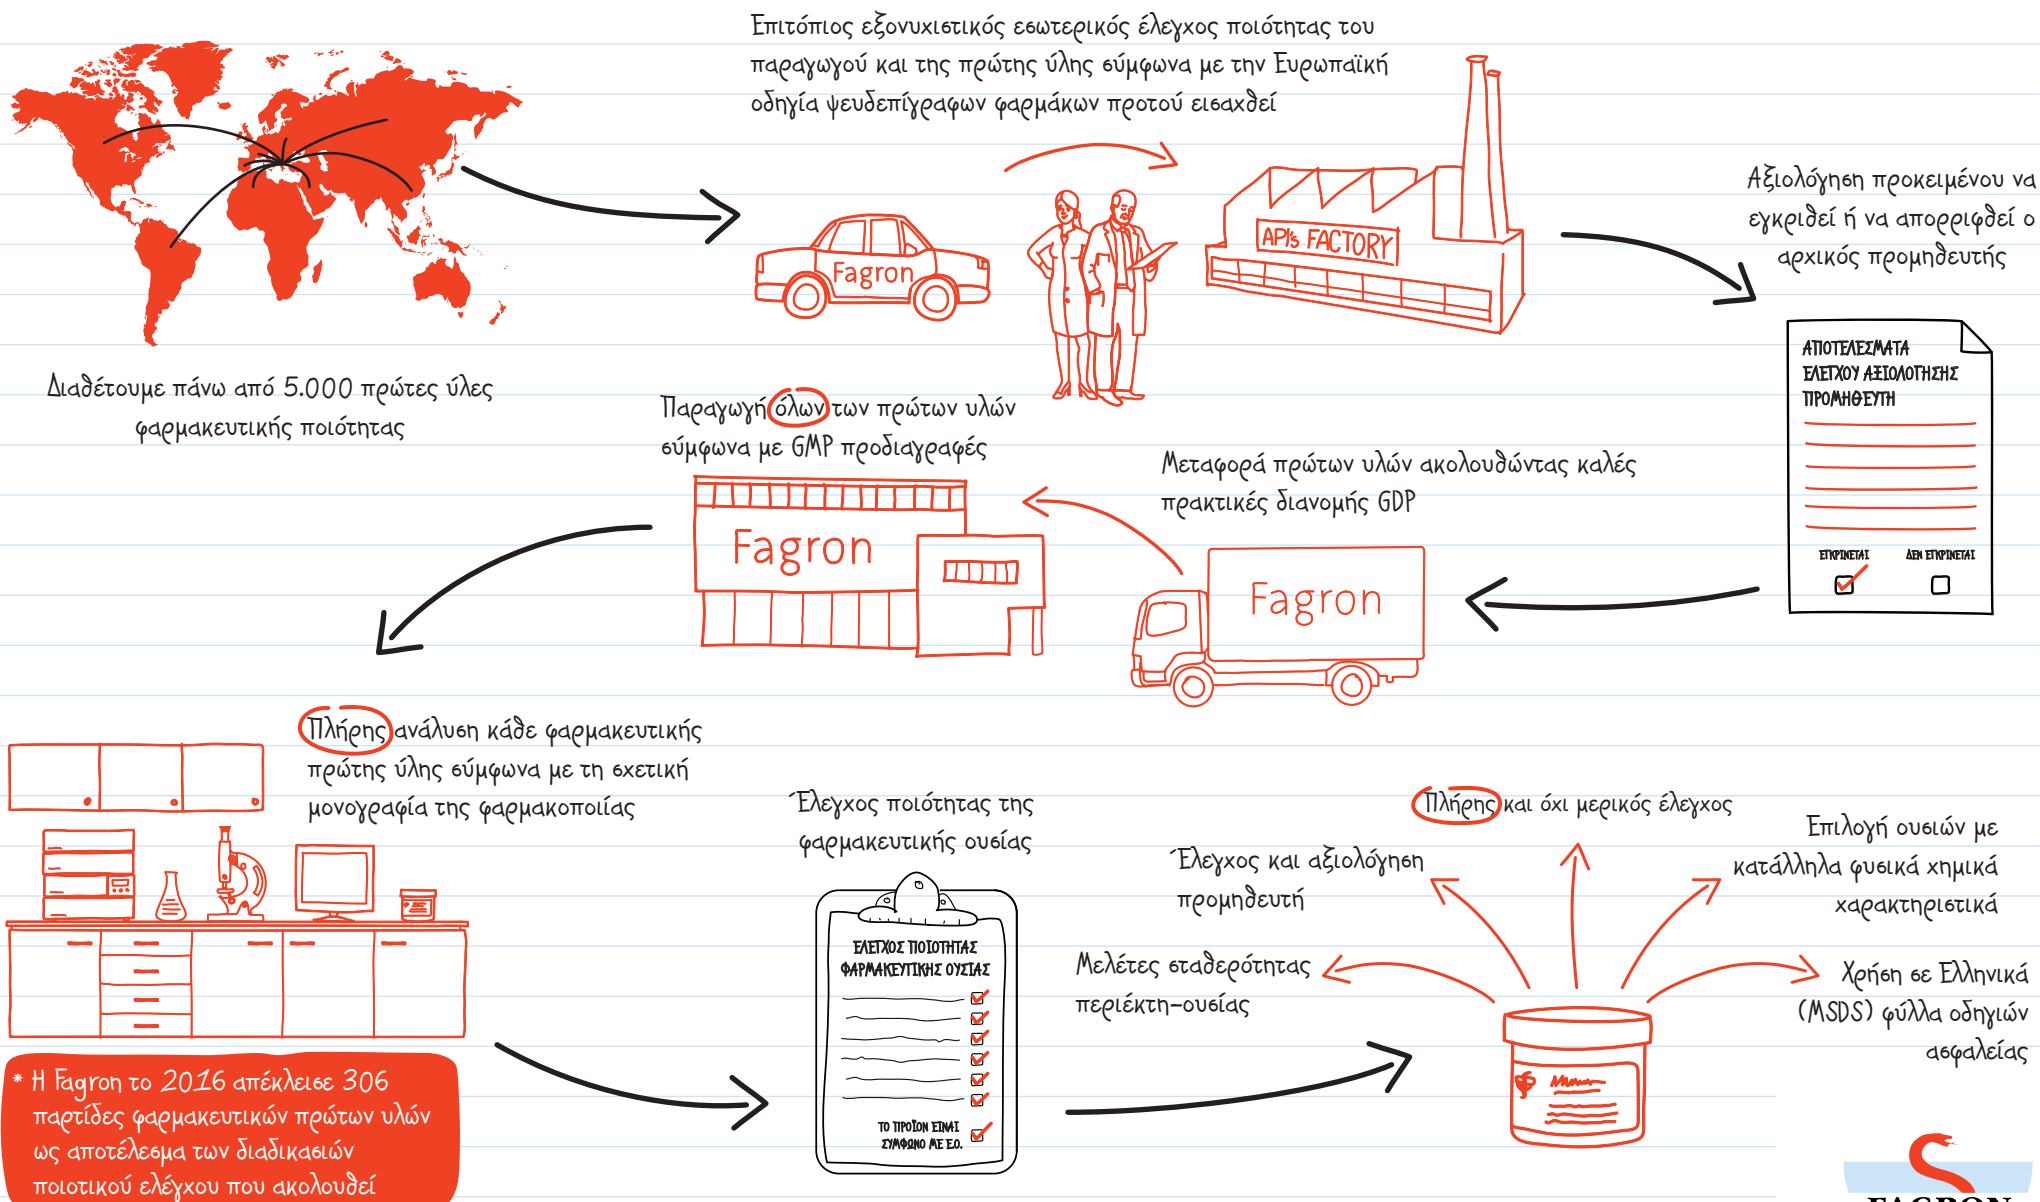 Επιτόπιος εξονυχιστικός εσωτερικός έλεγχος ποιότητας του
παραγωγού και της πρώτης ύλης σύμφωνα με την Ευρωπαϊκή
οδηγία ψευδεπίγραφων φαρμάκων προτού εισαχθεί
Διαθέτουμε πάνω από 5.000 πρώτες ύλες
φαρμακευτικής ποιότητας
Fagron
API's FACTORY
Αξιολόγηση προκειμένου να
εγκριθεί ή να απορριφθεί ο
αρχικός προμηθευτής
ΑΠΟΤΕΛΕΣΜΑΤΑ
ΕΛΕΓΧΟΥ ΑΞΙΟΛΟΓΗΣΗΣ
ΠΡΟΜΗΘΕΥΤΗ
ΕΓΚΡΙΝΕΤΑΙ ΔΕΝ ΕΓΚΡΙΝΕΤΑΙ
Μεταφορά πρώτων υλών ακολουθώντας καλές
πρακτικές διανομής GDP
Fagron
Παραγωγή όλων των πρώτων υλών
σύμφωνα με GMP προδιαγραφές
Fagron
Πλήρης ανάλυση κάθε φαρμακευτικής
πρώτης ύλης σύμφωνα με τη σχετική
μονογραφία της φαρμακοποιίας
* Η Fagron το 2016 απέκλεισε 306
παρτίδες φαρμακευτικών πρώτων υλών
ως αποτέλεσμα των διαδικασιών
ποιοτικού ελέγχου που ακολουθεί
Έλεγχος ποιότητας της
φαρμακευτικής ουσίας
ΕΛΕΓΧΟΣ ΠΟΙΟΤΗΤΑΣ
ΦΑΡΜΑΚΕΥΤΙΚΗΣ ΟΥΣΙΑΣ
ΤΟ ΠΡΟΪΟΝ ΕΙΝΑΙ
ΣΥΜΦΩΝΟ ΜΕ Ε.Ο.
Πλήρης και όχι μερικός έλεγχος
Έλεγχος και αξιολόγηση
προμηθευτή
Μελέτες σταθερότητας
περιέκτη-ουσίας
Επιλογή ουσιών με
κατάλληλα φυσικά χημικά
χαρακτηριστικά
Χρήση σε Ελληνικά
(MSDS) φύλλα οδηγιών
ασφαλείας
FAGRON